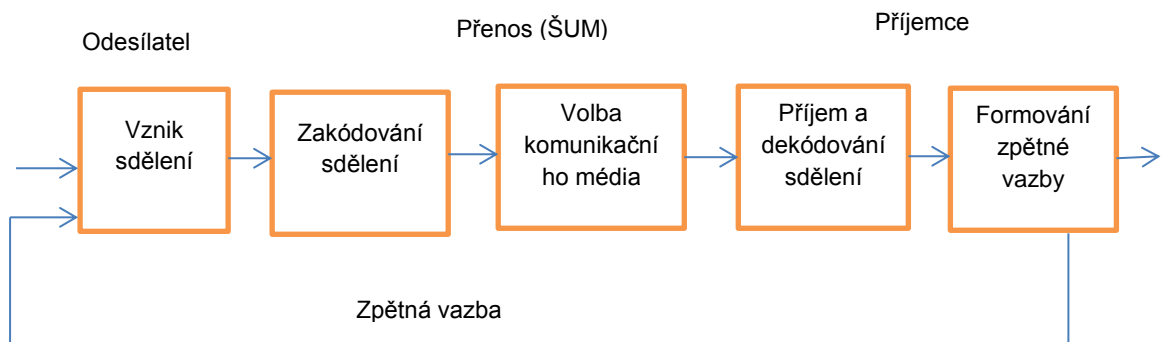 Odesílatel
Přenos (ŠUM)
Příjemce
Vznik
sdělení
Zakódování
sdělení
Volba
komunikační
ho média
Příjem a
dekódování
sdělení
Formování
zpětné
vazby
Zpětná vazba